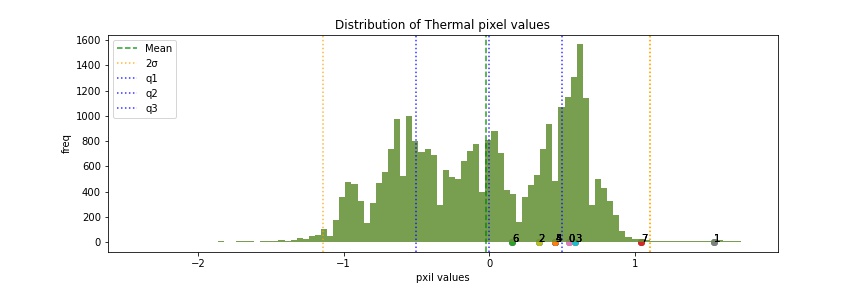 Distribution of Thermal pixel values
freq
1600
1400
1200
1000
800
600
400
200
0
Mean
2σ
q1
q2
q3
6 2 0 3 7 1
−2 −1 0 1
pxil values